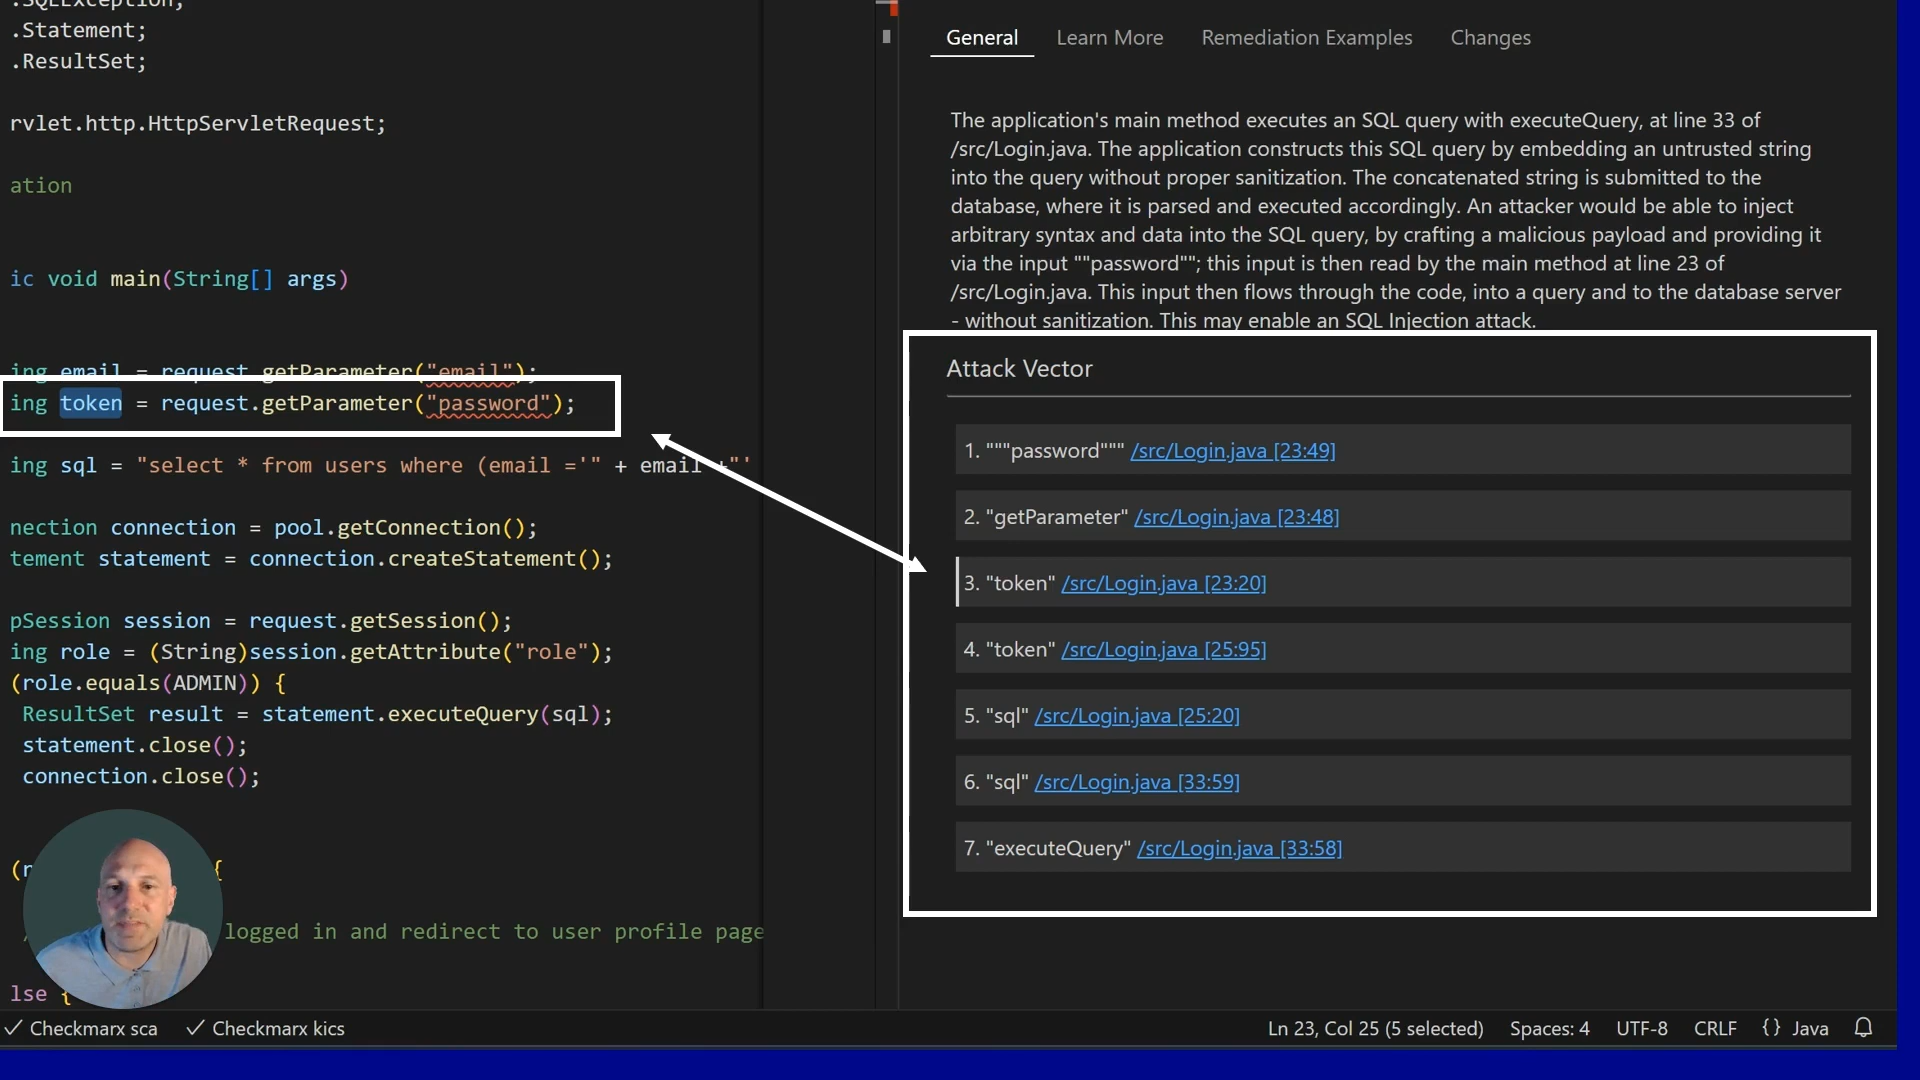 .SQLException;
.Statement;
.ResultSet;
rvlet.http.HttpServletRequest;
ation
ic void main(String[] args)
ing email = request.getParameter("email");
ing token = request.getParameter("password");
ing sql = "select * from users where (email ='" + email +"'
nection connection = pool.getConnection();
tement statement = connection.createStatement();
pSession session = request.getSession();
ing role = (String)session.getAttribute("role");
(role.equals(ADMIN)) {
ResultSet result = statement.executeQuery(sql);
statement.close();
connection.close();
{
logged in and redirect to user profile page
lse {
General Learn More Remediation Examples Changes
The application's main method executes an SQL query with executeQuery, at line 33 of
/src/Login.java. The application constructs this SQL query by embedding an untrusted string
into the query without proper sanitization. The concatenated string is submitted to the
database, where it is parsed and executed accordingly. An attacker would be able to inject
arbitrary syntax and data into the SQL query, by crafting a malicious payload and providing it
via the input ""password""; this input is then read by the main method at line 23 of
/src/Login.java. This input then flows through the code, into a query and to the database server
- without sanitization. This may enable an SQL Injection attack.
Attack Vector
1. """password""" /src/Login.java [23:49]
2. "getParameter" /src/Login.java [23:48]
3. "token" /src/Login.java [23:20]
4. "token" /src/Login.java [25:95]
5. "sql" /src/Login.java [25:20]
6. "sql" /src/Login.java [33:59]
7. "executeQuery" /src/Login.java [33:58]
Checkmarx sca Checkmarx kics Ln 23, Col 25 (5 selected) Spaces: 4 UTF-8 CRLF {} Java